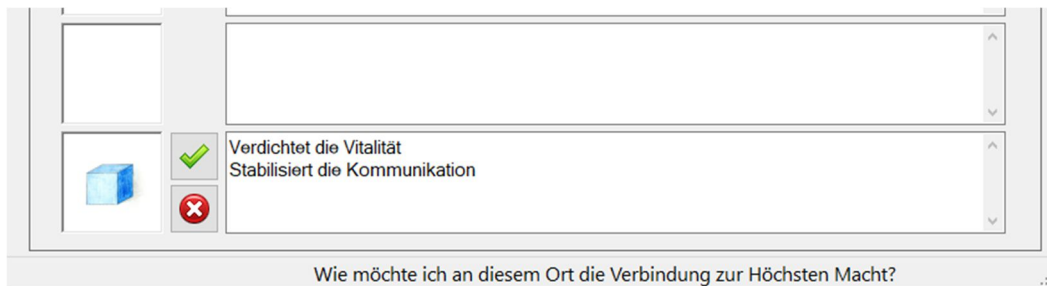 Verdichtet die Vitalität
Stabilisiert die Kommunikation
Wie möchte ich an diesem Ort die Verbindung zur Höchsten Macht?